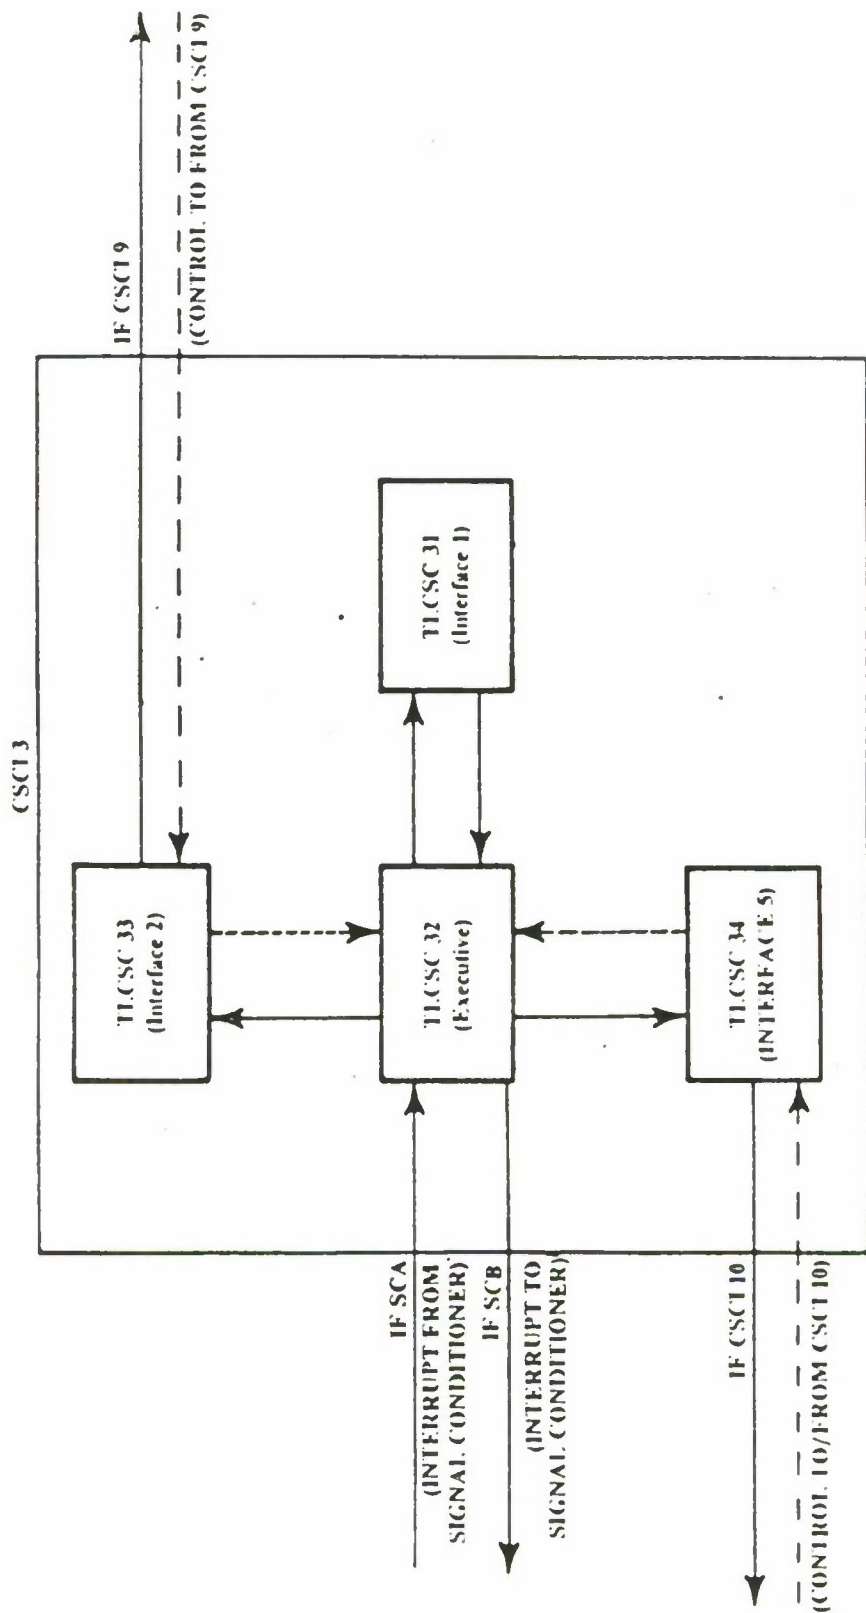 CSCI 3
IF CSCI 9
(CONTROL TO FROM CSCI 9)
TLCSC 33
(Interface 2)
IF SCA
(INTERRUPT FROM
SIGNAL CONDITIONER)
TLCSC 32
(Executive)
TLCSC 31
(Interface 1)
IF SCB
(INTERRUPT TO
SIGNAL CONDITIONER)
TLCSC 34
(INTERFACE 5)
IF CSCI 10
(CONTROL TO/FROM CSCI 10)